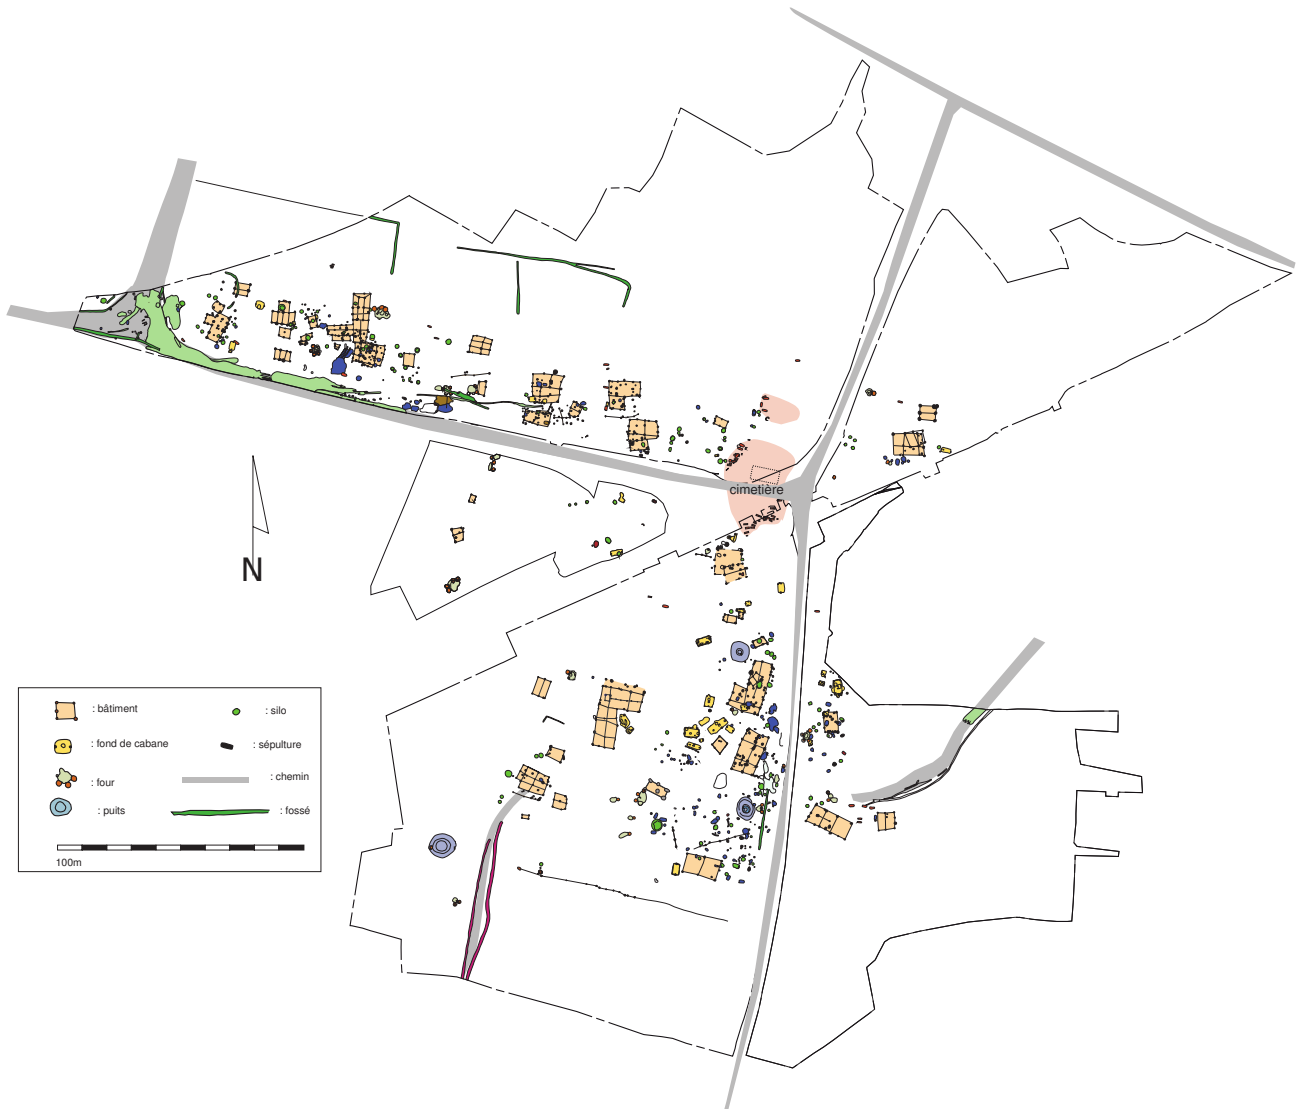 cimetière
N
: bâtiment
: silo
: fond de cabane
: sépulture
: four
: chemin
: puits
: fossé
100m